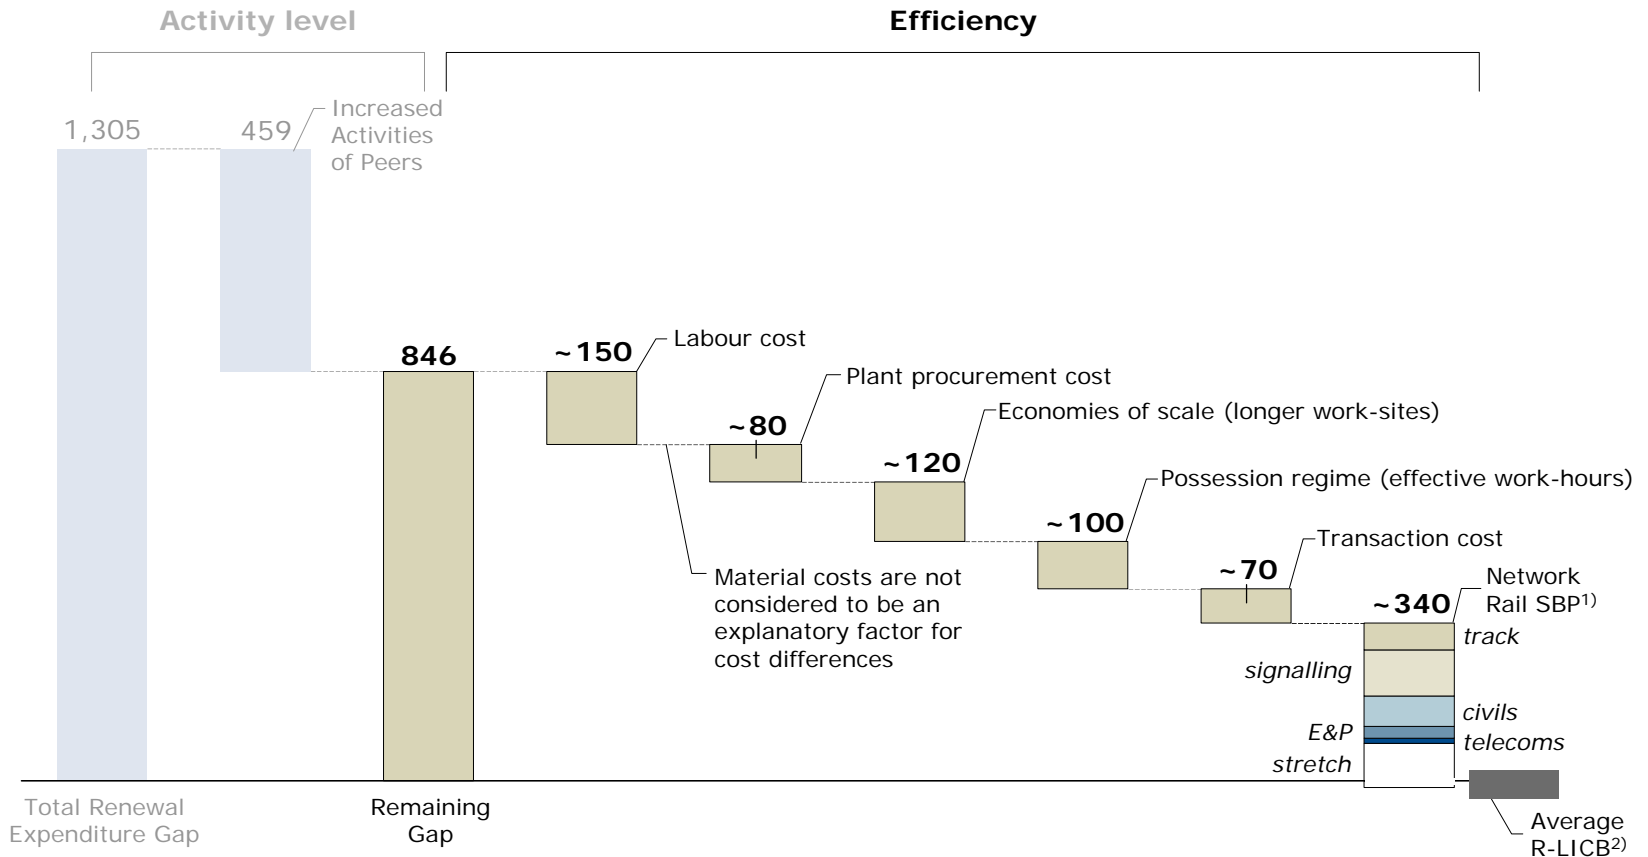 Activity level
Efficiency
1,305
459
Increased
Activities
of Peers
846
~150
Labour cost
~80
Plant procurement cost
~120
Economies of scale (longer work-sites)
~100
Possession regime (effective work-hours)
~70
Transaction cost
~340
Network
Rail SBP1)
Material costs are not
considered to be an
explanatory factor for
cost differences
track
signalling
civils
E&P
telecoms
stretch
Total Renewal
Expenditure Gap
Remaining
Gap
Average
R-LICB2)